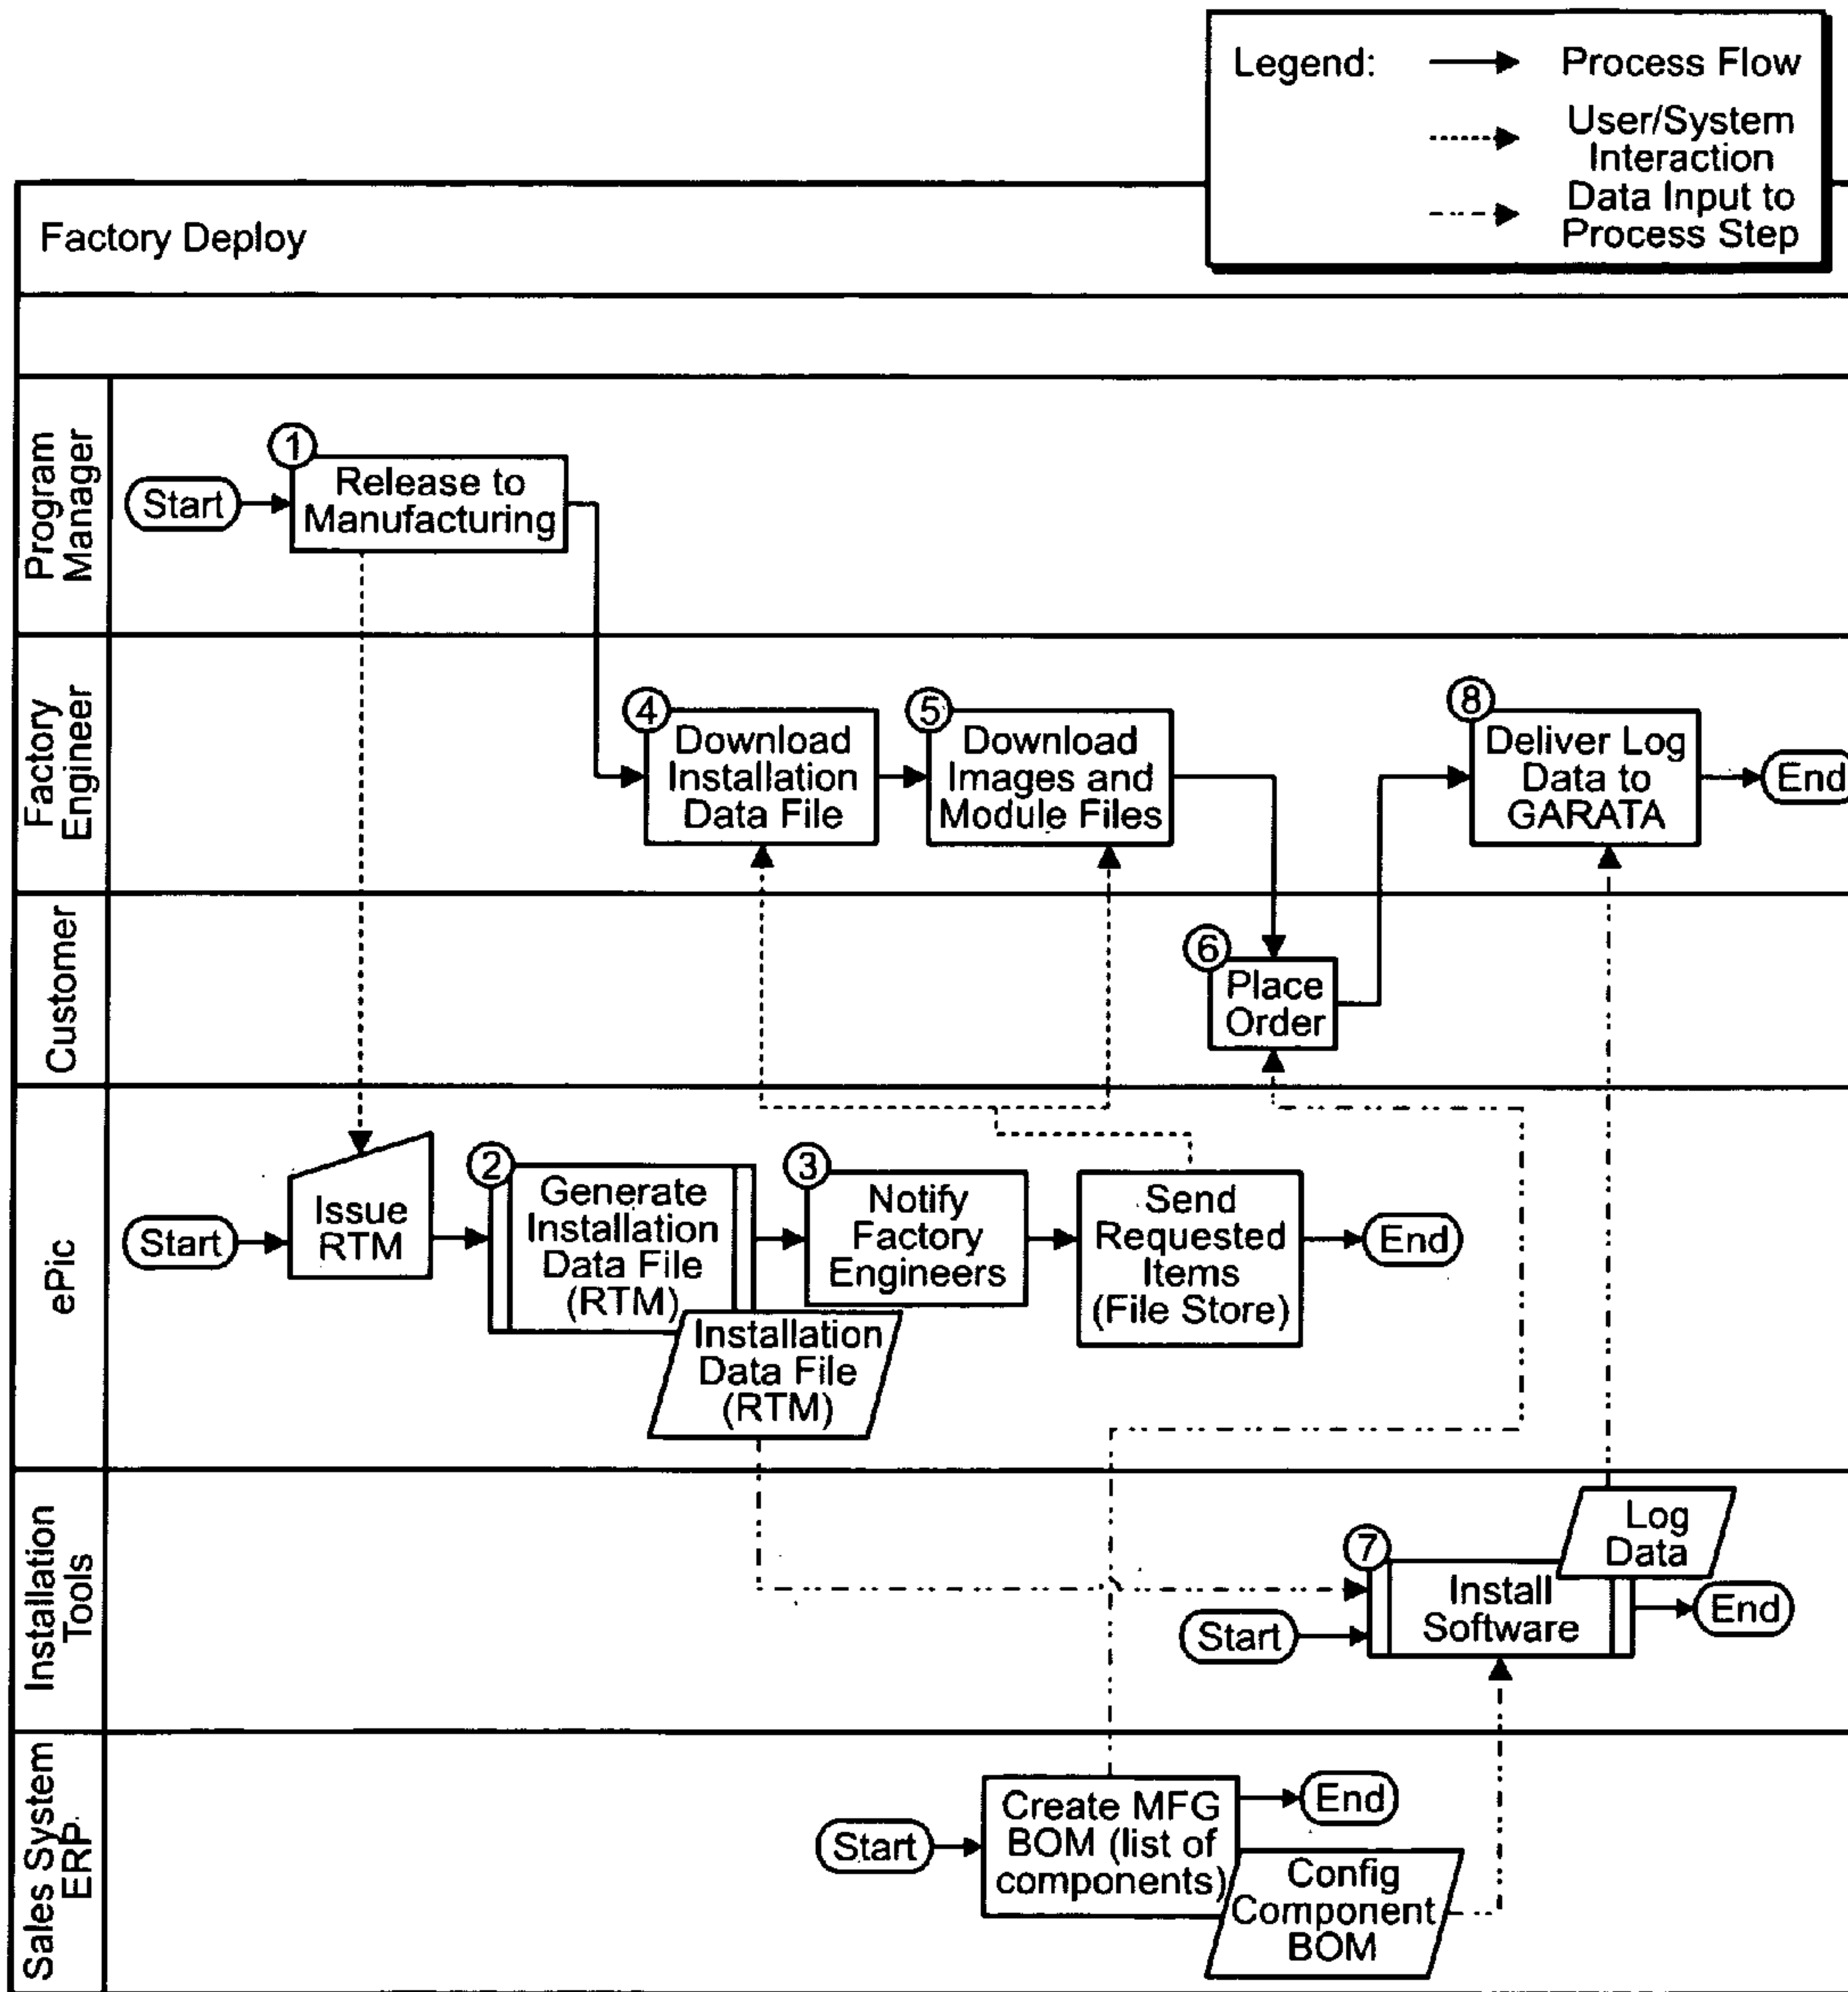 Legend:
Process Flow
User/System
Interaction
Data Input to
Process Step
Factory Deploy
Program
Manager
Start
1
Release to
Manufacturing
Factory
Engineer
4
Download
Installation
Data File
5
Download
Images and
Module Files
8
Deliver Log
Data to
GARATA
End
Customer
6
Place
Order
ePic
Start
Issue
RTM
2
Generate
Installation
Data File
(RTM)
Installation
Data File
(RTM)
3
Notify
Factory
Engineers
Send
Requested
Items
(File Store)
End
Installation
Tools
Start
7
Install
Software
Log
Data
End
Sales System
ERP
Start
Create MFG
BOM (list of
components)
End
Config
Component
BOM